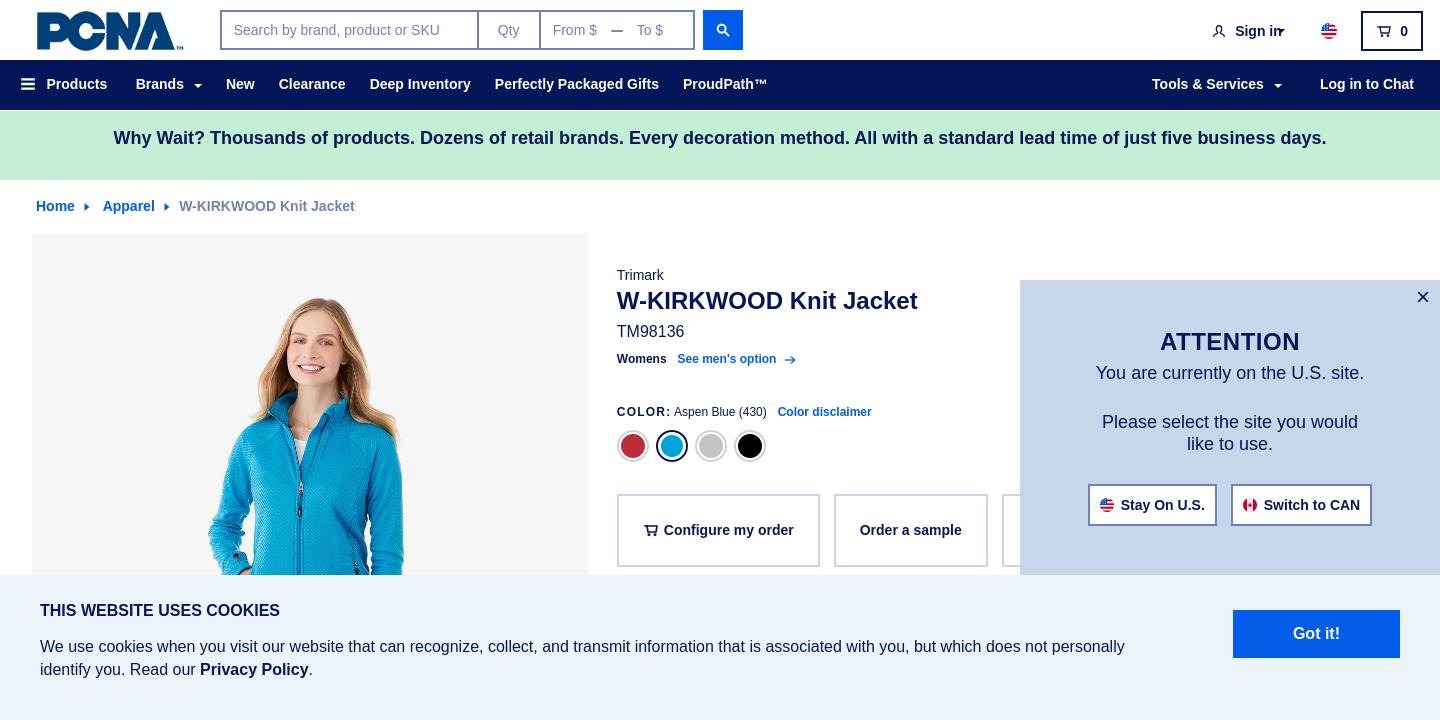 PCNA™
Search by brand, product or SKU
Qty
From $ — To $
Sign in
0
Products
Brands
New
Clearance
Deep Inventory
Perfectly Packaged Gifts
ProudPath™
Tools & Services
Log in to Chat
Why Wait? Thousands of products. Dozens of retail brands. Every decoration method. All with a standard lead time of just five business days.
Home
Apparel
W-KIRKWOOD Knit Jacket
Trimark
W-KIRKWOOD Knit Jacket
TM98136
Womens See men's option
COLOR: Aspen Blue (430) Color disclaimer
Configure my order
Order a sample
ATTENTION
You are currently on the U.S. site.
Please select the site you would
like to use.
Stay On U.S.
Switch to CAN
THIS WEBSITE USES COOKIES
We use cookies when you visit our website that can recognize, collect, and transmit information that is associated with you, but which does not personally
identify you. Read our Privacy Policy.
Got it!